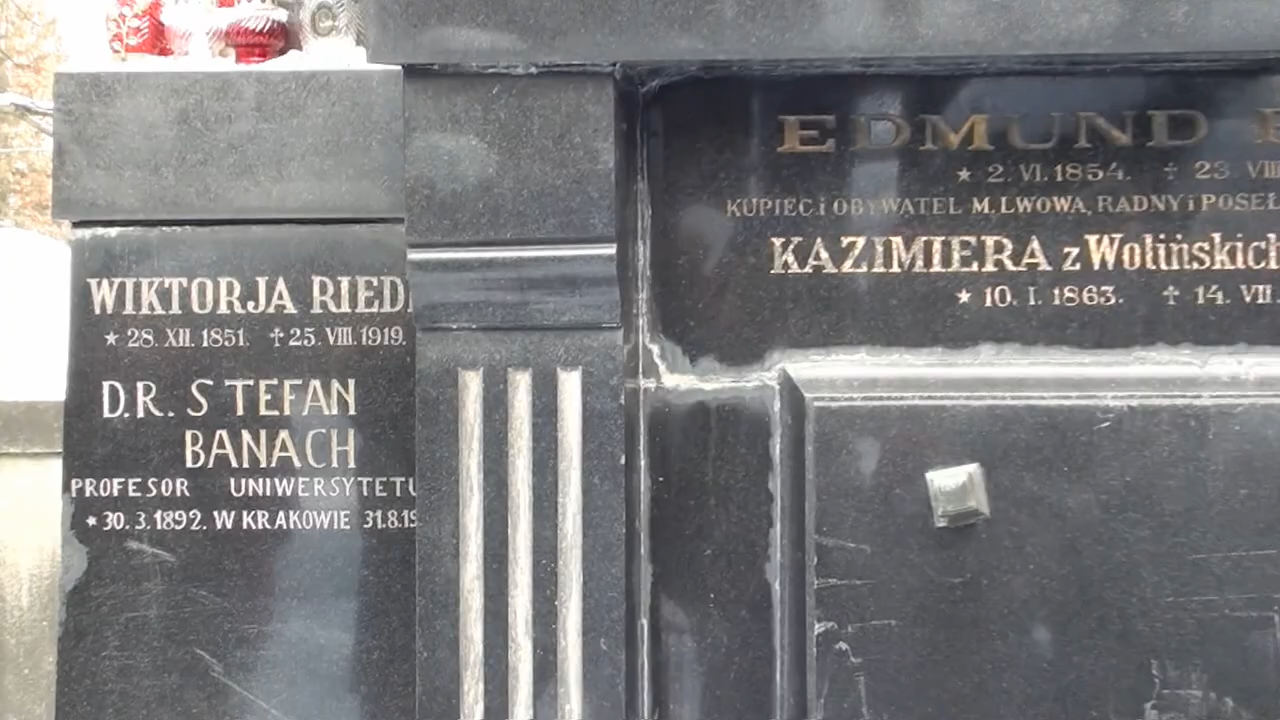 WIKTORJA RIED
★ 28. XII. 1851. † 25. VIII. 1919.
D.R. STEFAN
BANACH
PROFESOR UNIWERSYTETU
★ 30. 3. 1892. W KRAKOWIE 31.8.19
EDMUND
★ 2. VI. 1854. † 23. VIII
KUPIEC i OBYWATEL M. LWOWA, RADNY i POSEŁ
KAZIMIERA z Wolińskich
★ 10. I. 1863. † 14. VII